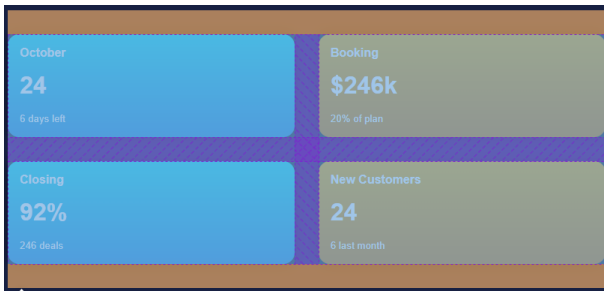 October
24
6 days left
Booking
$246k
20% of plan
Closing
92%
246 deals
New Customers
24
6 last month